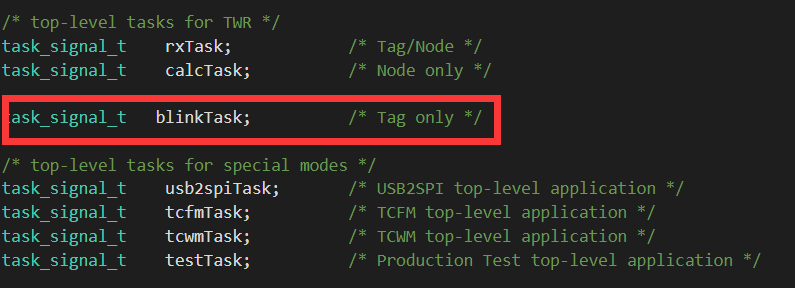 /* top-level tasks for TWR */
task_signal_t rxTask; /* Tag/Node */
task_signal_t calcTask; /* Node only */
task_signal_t blinkTask; /* Tag only */
/* top-level tasks for special modes */
task_signal_t usb2spiTask; /* USB2SPI top-level application */
task_signal_t tcfmTask; /* TCFM top-level application */
task_signal_t tcwmTask; /* TCWM top-level application */
task_signal_t testTask; /* Production Test top-level application */